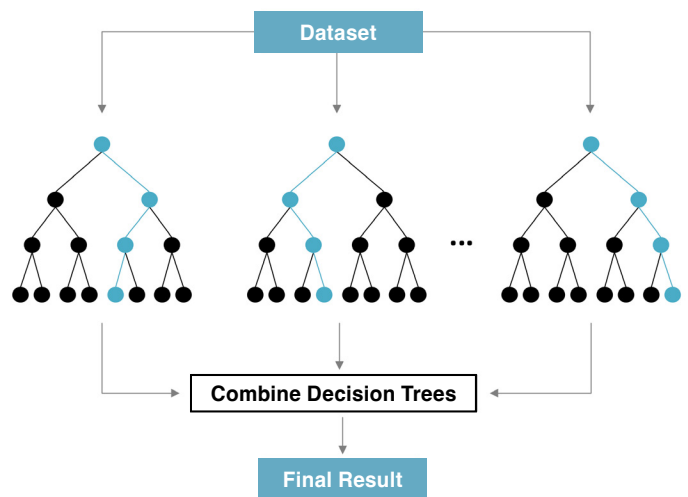 Dataset
...
Combine Decision Trees
Final Result